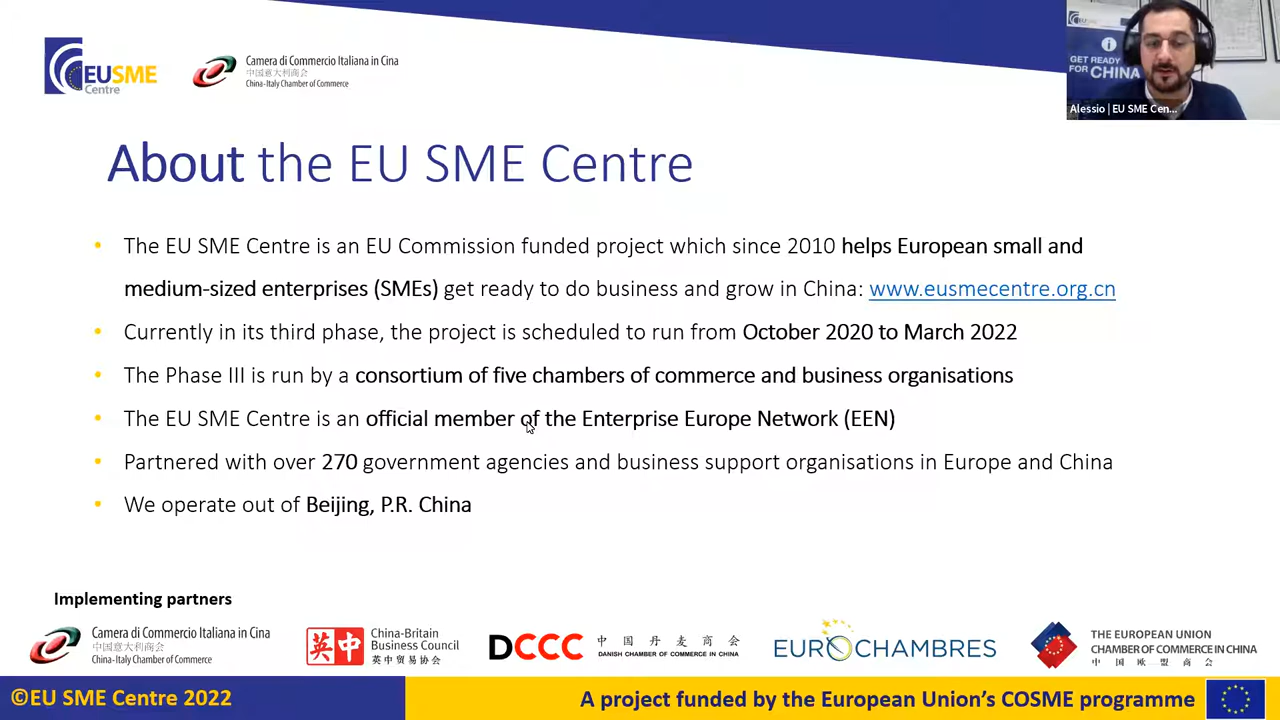 EUSME
Centre
Camera di Commercio Italiana in Cina
中国意大利商会
China-Italy Chamber of Commerce
GET READY
FOR CHINA
Alessio | EU SME Cen...
About the EU SME Centre
• The EU SME Centre is an EU Commission funded project which since 2010 helps European small and
medium-sized enterprises (SMEs) get ready to do business and grow in China: www.eusmecentre.org.cn
• Currently in its third phase, the project is scheduled to run from October 2020 to March 2022
• The Phase III is run by a consortium of five chambers of commerce and business organisations
• The EU SME Centre is an official member of the Enterprise Europe Network (EEN)
• Partnered with over 270 government agencies and business support organisations in Europe and China
• We operate out of Beijing, P.R. China
Implementing partners
Camera di Commercio Italiana in Cina
中国意大利商会
China-Italy Chamber of Commerce
英中
China-Britain
Business Council
英中贸易协会
DCCC
中国丹麦商会
DANISH CHAMBER OF COMMERCE IN CHINA
EUROCHAMBRES
THE EUROPEAN UNION
CHAMBER OF COMMERCE IN CHINA
中国欧盟商会
©EU SME Centre 2022
A project funded by the European Union's COSME programme